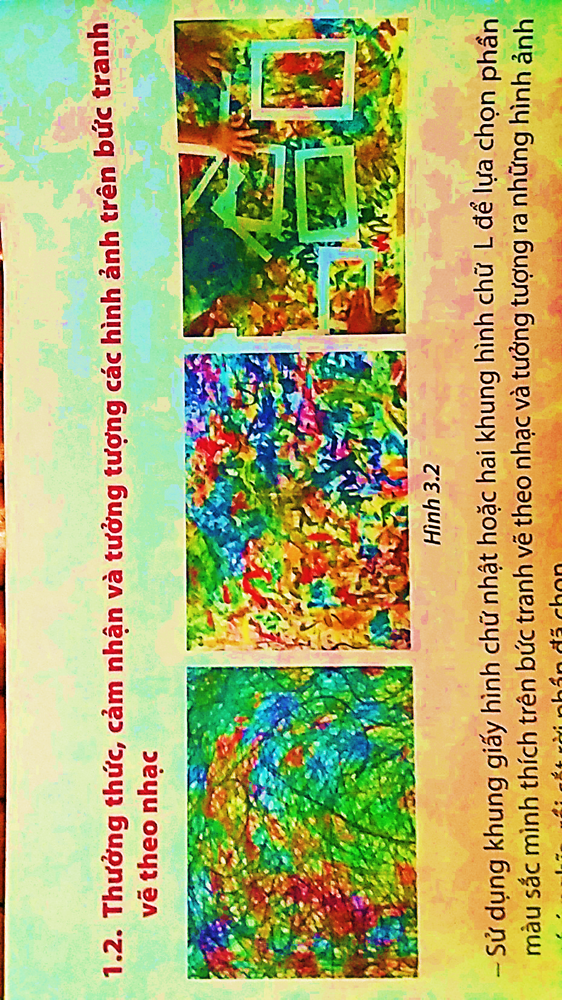 1.2. Thưởng thức, cảm nhận và tưởng tượng các hình ảnh trên bức tranh
vẽ theo nhạc
Hình 3.2
– Sử dụng khung giấy hình chữ nhật hoặc hai khung hình chữ L để lựa chọn phần
màu sắc mình thích trên bức tranh vẽ theo nhạc và tưởng tượng ra những hình ảnh
đã chọn